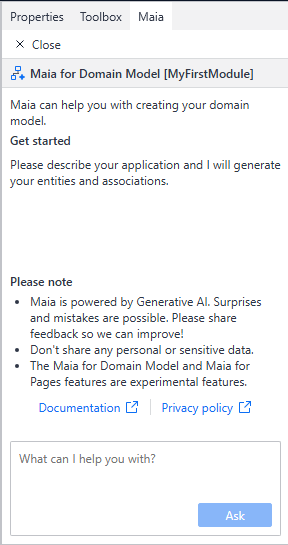 Properties Toolbox Maia
Close
Maia for Domain Model [MyFirstModule]
Maia can help you with creating your domain
model.
Get started
Please describe your application and I will generate
your entities and associations.
Please note
• Maia is powered by Generative AI. Surprises
and mistakes are possible. Please share
feedback so we can improve!
• Don't share any personal or sensitive data.
• The Maia for Domain Model and Maia for
Pages features are experimental features.
Documentation Privacy policy
What can I help you with?
Ask